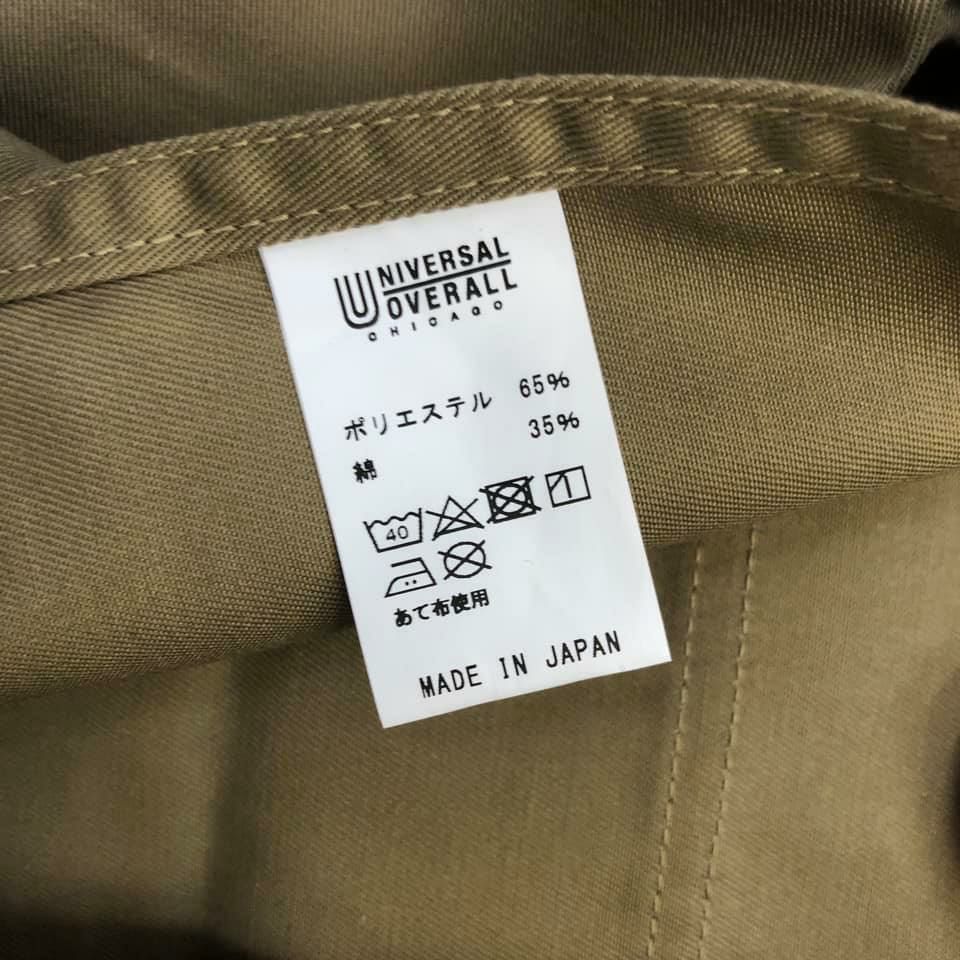 UNIVERSAL
OVERALL
CHICAGO
ポリエステル 65%
綿 35%
40
あて布使用
MADE IN JAPAN